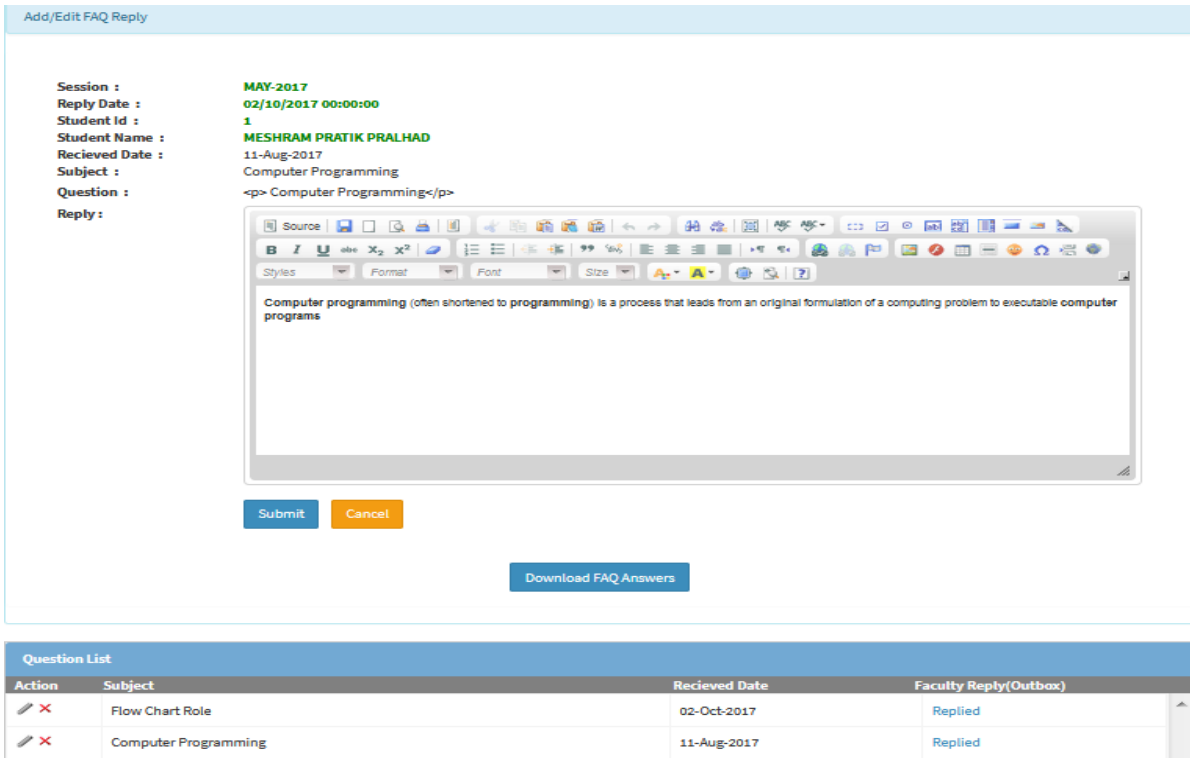 Add/Edit FAQ Reply
Session : MAY-2017
Reply Date : 02/10/2017 00:00:00
Student Id : 1
Student Name : MESHRAM PRATIK PRALHAD
Recieved Date : 11-Aug-2017
Subject : Computer Programming
Question : <p> Computer Programming</p>
Reply :
Source
B I U abc X₂ X²
Styles Format Font Size
Computer programming (often shortened to programming) is a process that leads from an original formulation of a computing problem to executable computer
programs
Submit Cancel
Download FAQ Answers
Question List
Action Subject Recieved Date Faculty Reply(Outbox)
Flow Chart Role 02-Oct-2017 Replied
Computer Programming 11-Aug-2017 Replied